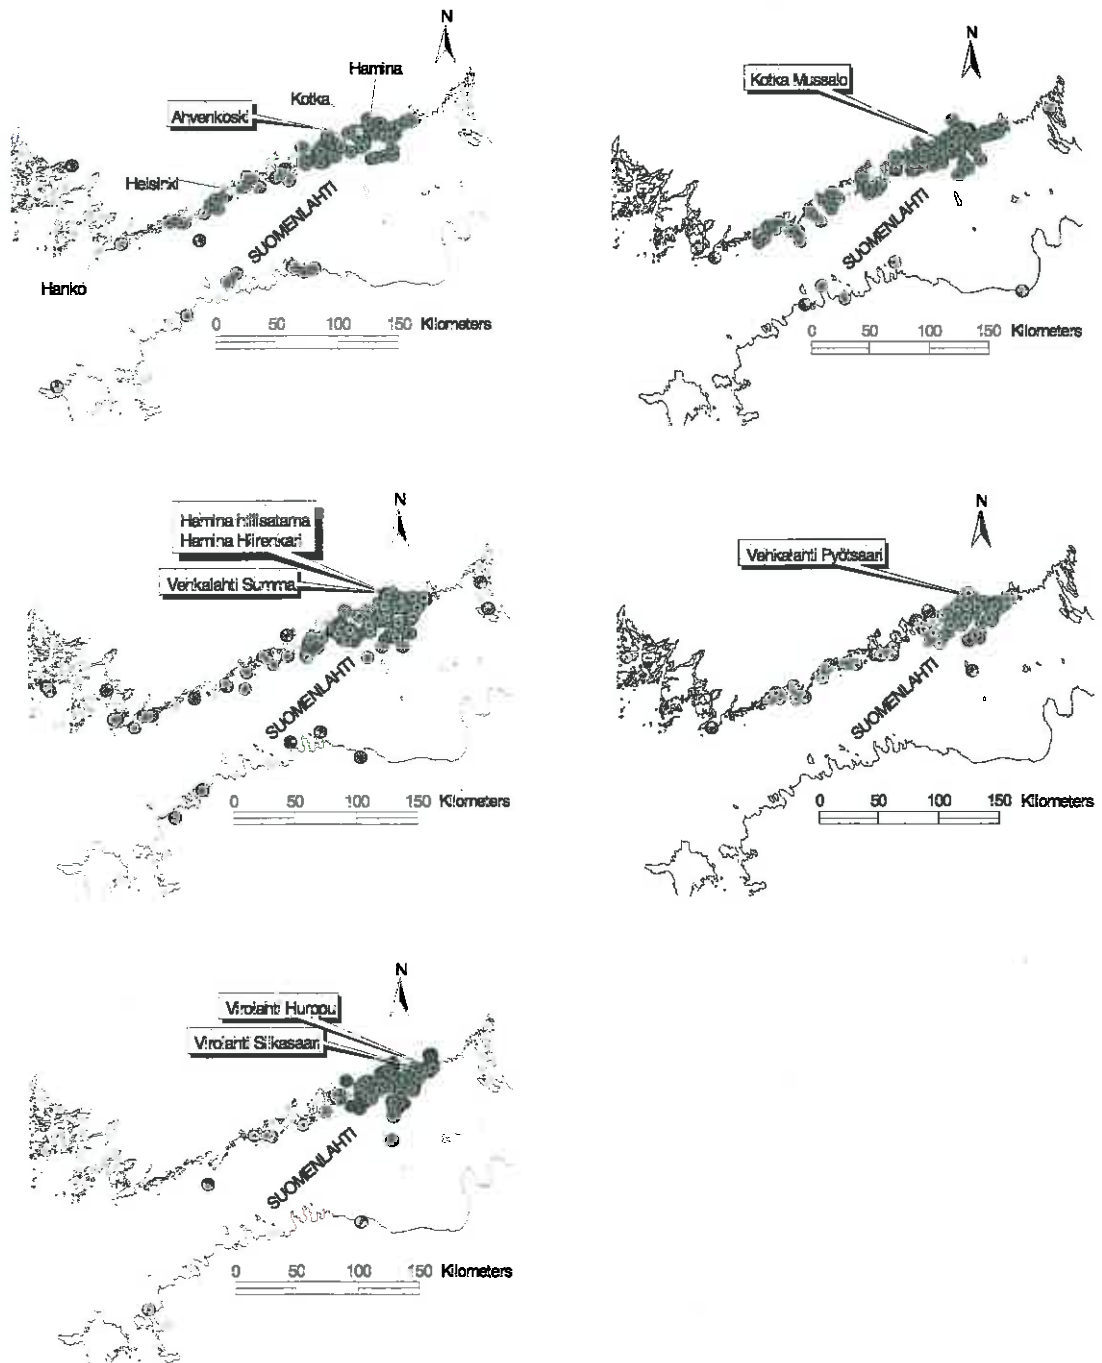 N
Hamina
Kotka
Ahvenkoski
Helsinki
SUOMENLAHTI
Hanko
0 50 100 150 Kilometers
N
Kotka Mussalo
SUOMENLAHTI
0 50 100 150 Kilometers
N
Hamina Hillisatama
Hamina Hiirenkari
Vehkalahti Summa
SUOMENLAHTI
0 50 100 150 Kilometers
N
Vehkalahti Pyötsaari
SUOMENLAHTI
0 50 100 150 Kilometers
N
Virolahti Hurppu
Virolahti Siikasaari
SUOMENLAHTI
0 50 100 150 Kilometers